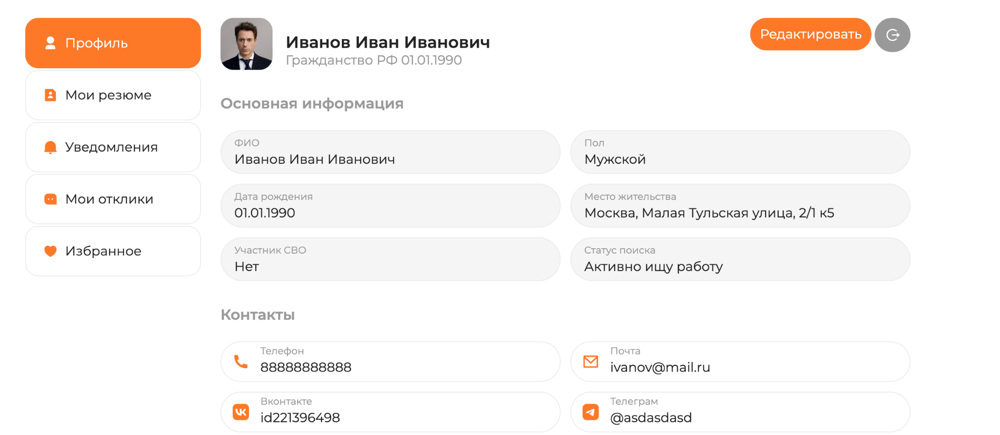 Профиль
Мои резюме
Уведомления
Мои отклики
Избранное
Иванов Иван Иванович
Гражданство РФ 01.01.1990
Редактировать
Основная информация
ФИО
Иванов Иван Иванович
Пол
Мужской
Дата рождения
01.01.1990
Место жительства
Москва, Малая Тульская улица, 2/1 к5
Участник СВО
Нет
Статус поиска
Активно ищу работу
Контакты
Телефон
88888888888
Почта
ivanov@mail.ru
Вконтакте
id221396498
Телеграм
@asdasdasd